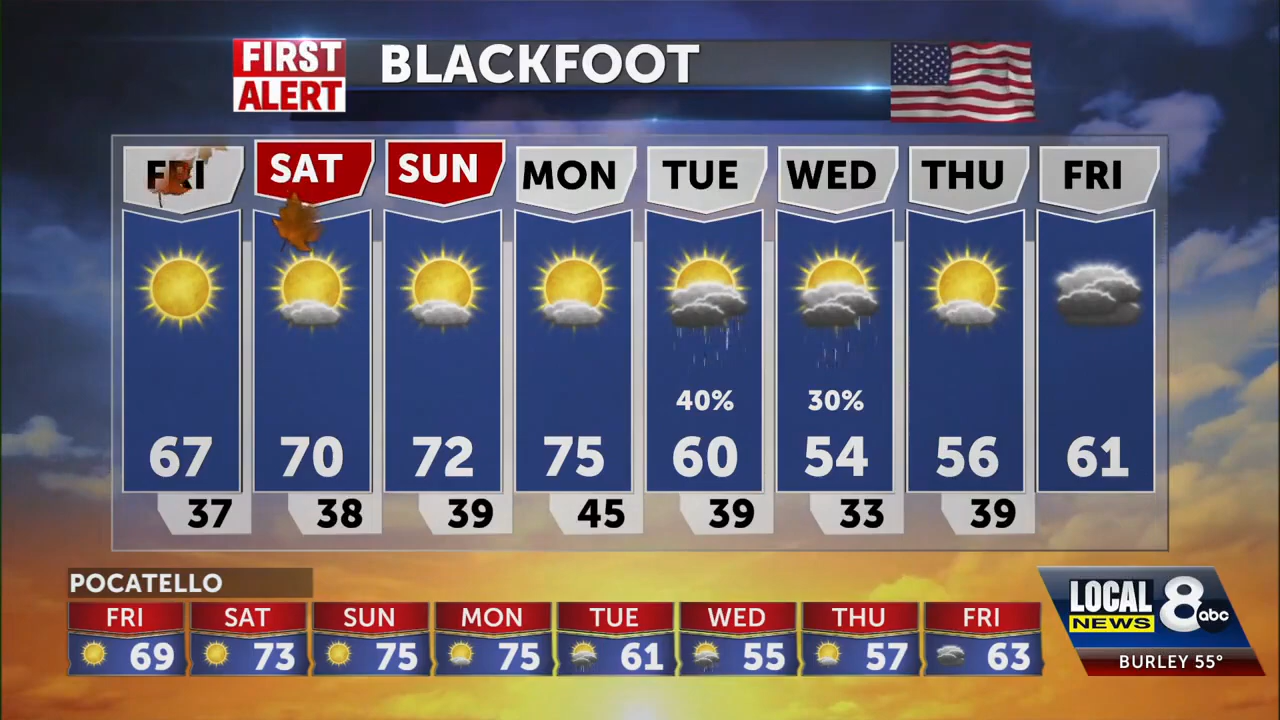 FIRST
ALERT
BLACKFOOT
FRI SAT SUN MON TUE WED THU FRI
40% 30%
67 70 72 75 60 54 56 61
37 38 39 45 39 33 39
POCATELLO
FRI SAT SUN MON TUE WED THU FRI
69 73 75 75 61 55 57 63
LOCAL
NEWS
8 abc
BURLEY 55°